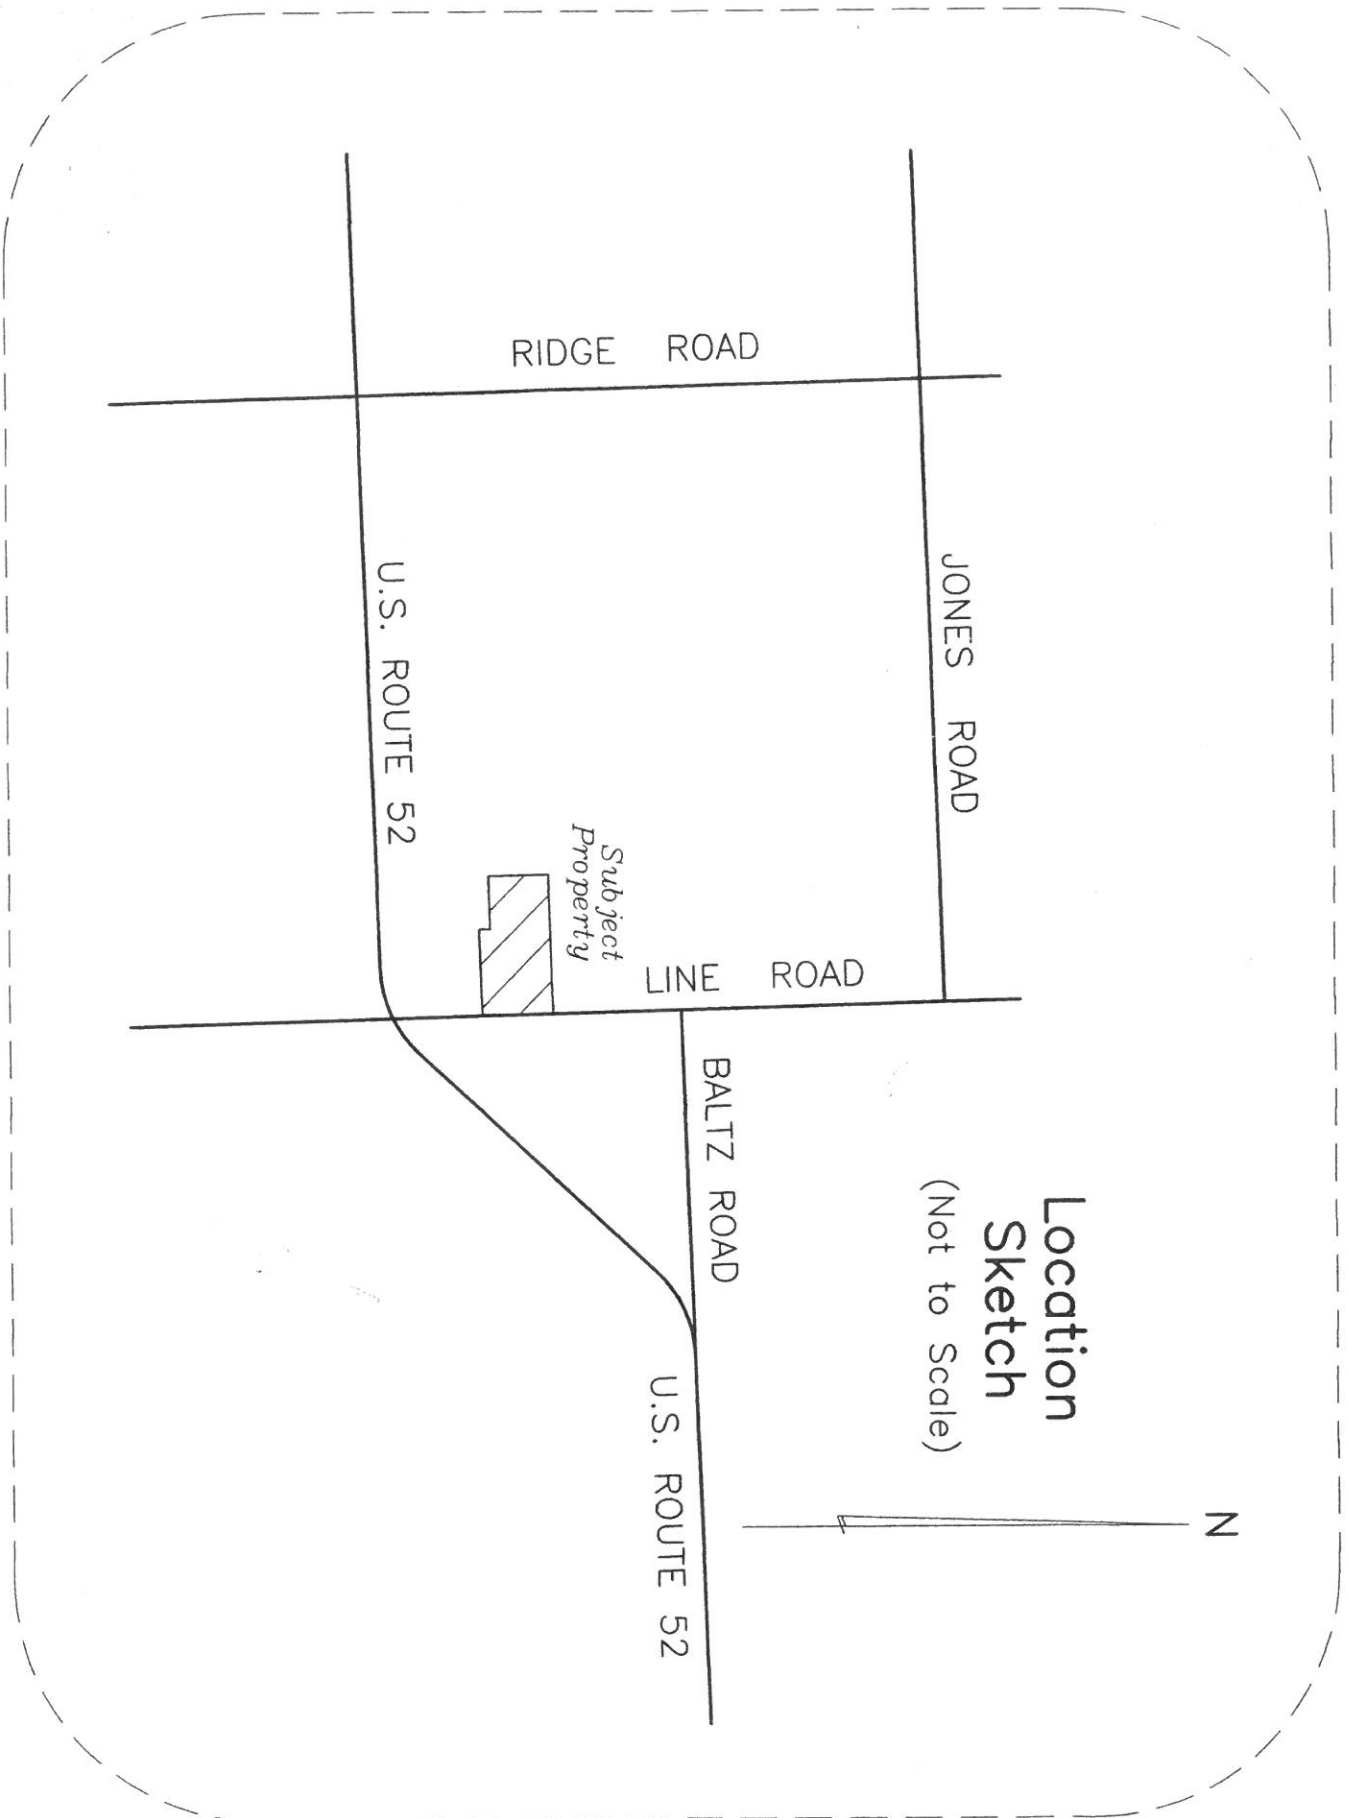 Location
Sketch
(Not to Scale)
N
JONES ROAD
RIDGE ROAD
LINE ROAD
Subject
Property
BALTZ ROAD
U.S. ROUTE 52
U.S. ROUTE 52